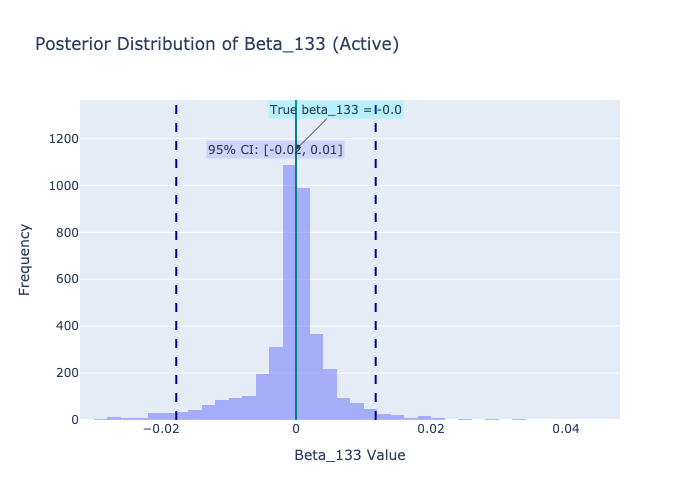 Posterior Distribution of Beta_133 (Active)
True beta_133 = -0.0
95% CI: [-0.02, 0.01]
1200
1000
800
600
400
200
0
Frequency
−0.02
0
0.02
0.04
Beta_133 Value